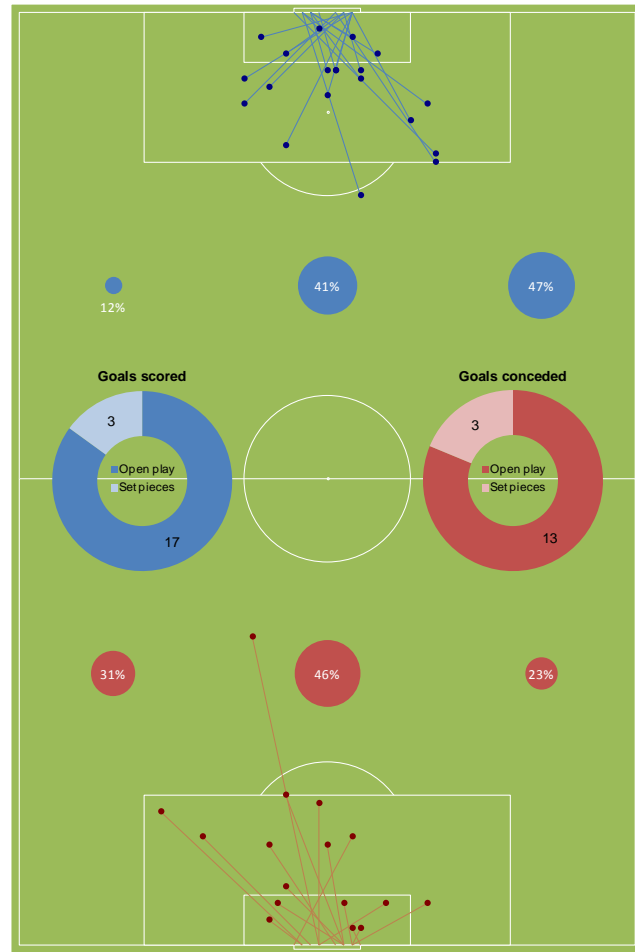 41%
47%
12%
Goals scored
Goals conceded
3
3
Open play
Open play
Set pieces
Set pieces
17
13
31%
46%
23%